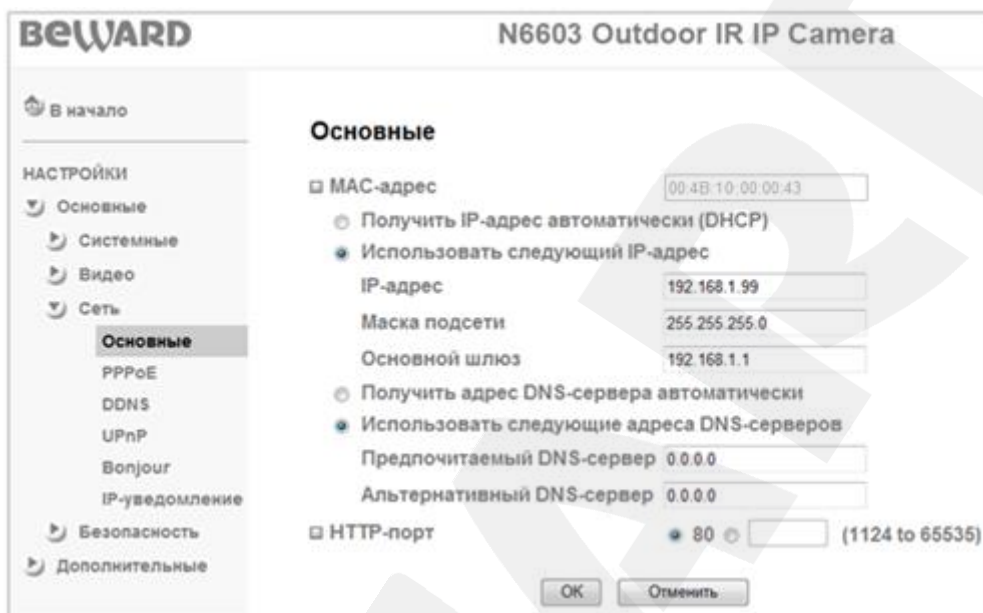 BEWARD
N6603 Outdoor IR IP Camera
В начало
НАСТРОЙКИ
Основные
Системные
Видео
Сеть
Основные
PPPoE
DDNS
UPnP
Bonjour
IP-уведомление
Безопасность
Дополнительные
Основные
MAC-адрес 00:4B:10:00:00:43
Получить IP-адрес автоматически (DHCP)
Использовать следующий IP-адрес
IP-адрес 192.168.1.99
Маска подсети 255.255.255.0
Основной шлюз 192.168.1.1
Получить адрес DNS-сервера автоматически
Использовать следующие адреса DNS-серверов
Предпочитаемый DNS-сервер 0.0.0.0
Альтернативный DNS-сервер 0.0.0.0
HTTP-порт 80 (1124 to 65535)
OK Отменить